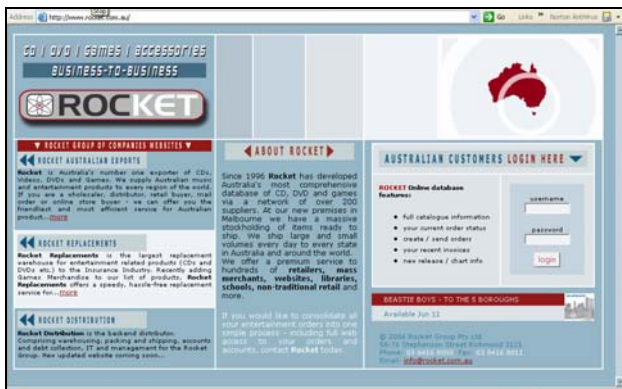 Address http://www.rocket.com.au/
Go
Links
Norton AntiVirus
CD | DVD | GAMES | ACCESSORIES
BUSINESS-TO-BUSINESS
ROCKET
▼ ROCKET GROUP OF COMPANIES WEBSITES ▼
ROCKET AUSTRALIAN EXPORTS
Rocket is Australia's number one exporter of CDs,
Videos, DVDs and Games. We supply Australian music
and entertainment products to every region of the world.
If you are a wholesaler, distributor, retail buyer, mail
order or online store buyer - we can offer you the
friendliest and most efficient service for Australian
product...more
ROCKET REPLACEMENTS
Rocket Replacements is the largest replacement
warehouse for entertainment related products (CDs and
DVDs etc.) to the Insurance Industry. Recently adding
Games Merchandise to our list of products. Rocket
Replacements offers a speedy, hassle-free replacement
service for...more
ROCKET DISTRIBUTION
Rocket Distribution is the backend distributor.
Comprising warehousing, packing and shipping, accounts
and debt collection, IT and management for the Rocket
Group. New updated website coming soon...
ABOUT ROCKET
Since 1996 Rocket has developed
Australia's most comprehensive
database of CD, DVD and games
via a network of over 200
suppliers. At our new premises in
Melbourne we have a massive
stockholding of items ready to
ship. We ship large and small
volumes every day to every state
in Australia and around the world.
We offer a premium service to
hundreds of retailers, mass
merchants, websites, libraries,
schools, non-traditional retail and
more.
If you would like to consolidate all
your entertainment orders into one
simple process - including full web
access to your orders and
accounts, contact Rocket today.
AUSTRALIAN CUSTOMERS LOGIN HERE
ROCKET Online database
features:
• full catalogue information
• your current order status
• create / send orders
• your recent invoices
• new release / chart info
username
password
login
BEASTIE BOYS - TO THE 5 BOROUGHS
Available Jun 11
© 2004 Rocket Group Pty Ltd
Stephenson Street Richmond 3121
Email: info@rocket.com.au